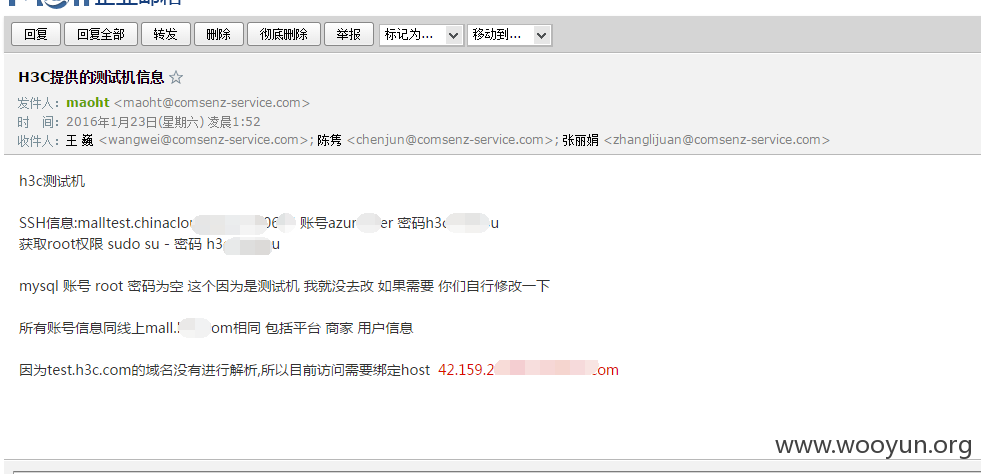 企业邮箱
回复 回复全部 转发 删除 彻底删除 举报 标记为... 移动到...
H3C提供的测试机信息
发件人: maoht <maoht@comsenz-service.com>
时 间: 2016年1月23日(星期六) 凌晨1:52
收件人: 王 巍 <wangwei@comsenz-service.com>; 陈隽 <chenjun@comsenz-service.com>; 张丽娟 <zhanglijuan@comsenz-service.com>
h3c测试机
SSH信息:malltest.chinaclou 06 账号azur er 密码h3c u
获取root权限 sudo su - 密码 h3 u
mysql 账号 root 密码为空 这个因为是测试机 我就没去改 如果需要 你们自行修改一下
所有账号信息同线上mall. om相同 包括平台 商家 用户信息
因为test.h3c.com的域名没有进行解析,所以目前访问需要绑定host 42.159.2 com
www.wooyun.org